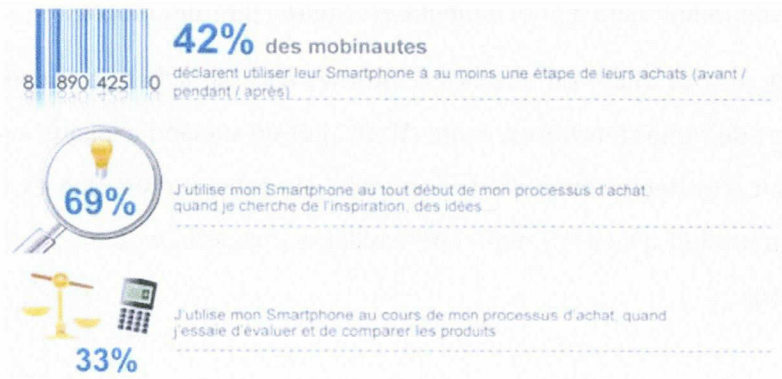 42% des mobinautes
déclarent utiliser leur Smartphone à au moins une étape de leurs achats (avant /
pendant / après)
8 890 425 0
69%
J'utilise mon Smartphone au tout début de mon processus d'achat,
quand je cherche de l'inspiration, des idées...
J'utilise mon Smartphone au cours de mon processus d'achat, quand
j'essaie d'évaluer et de comparer les produits
33%